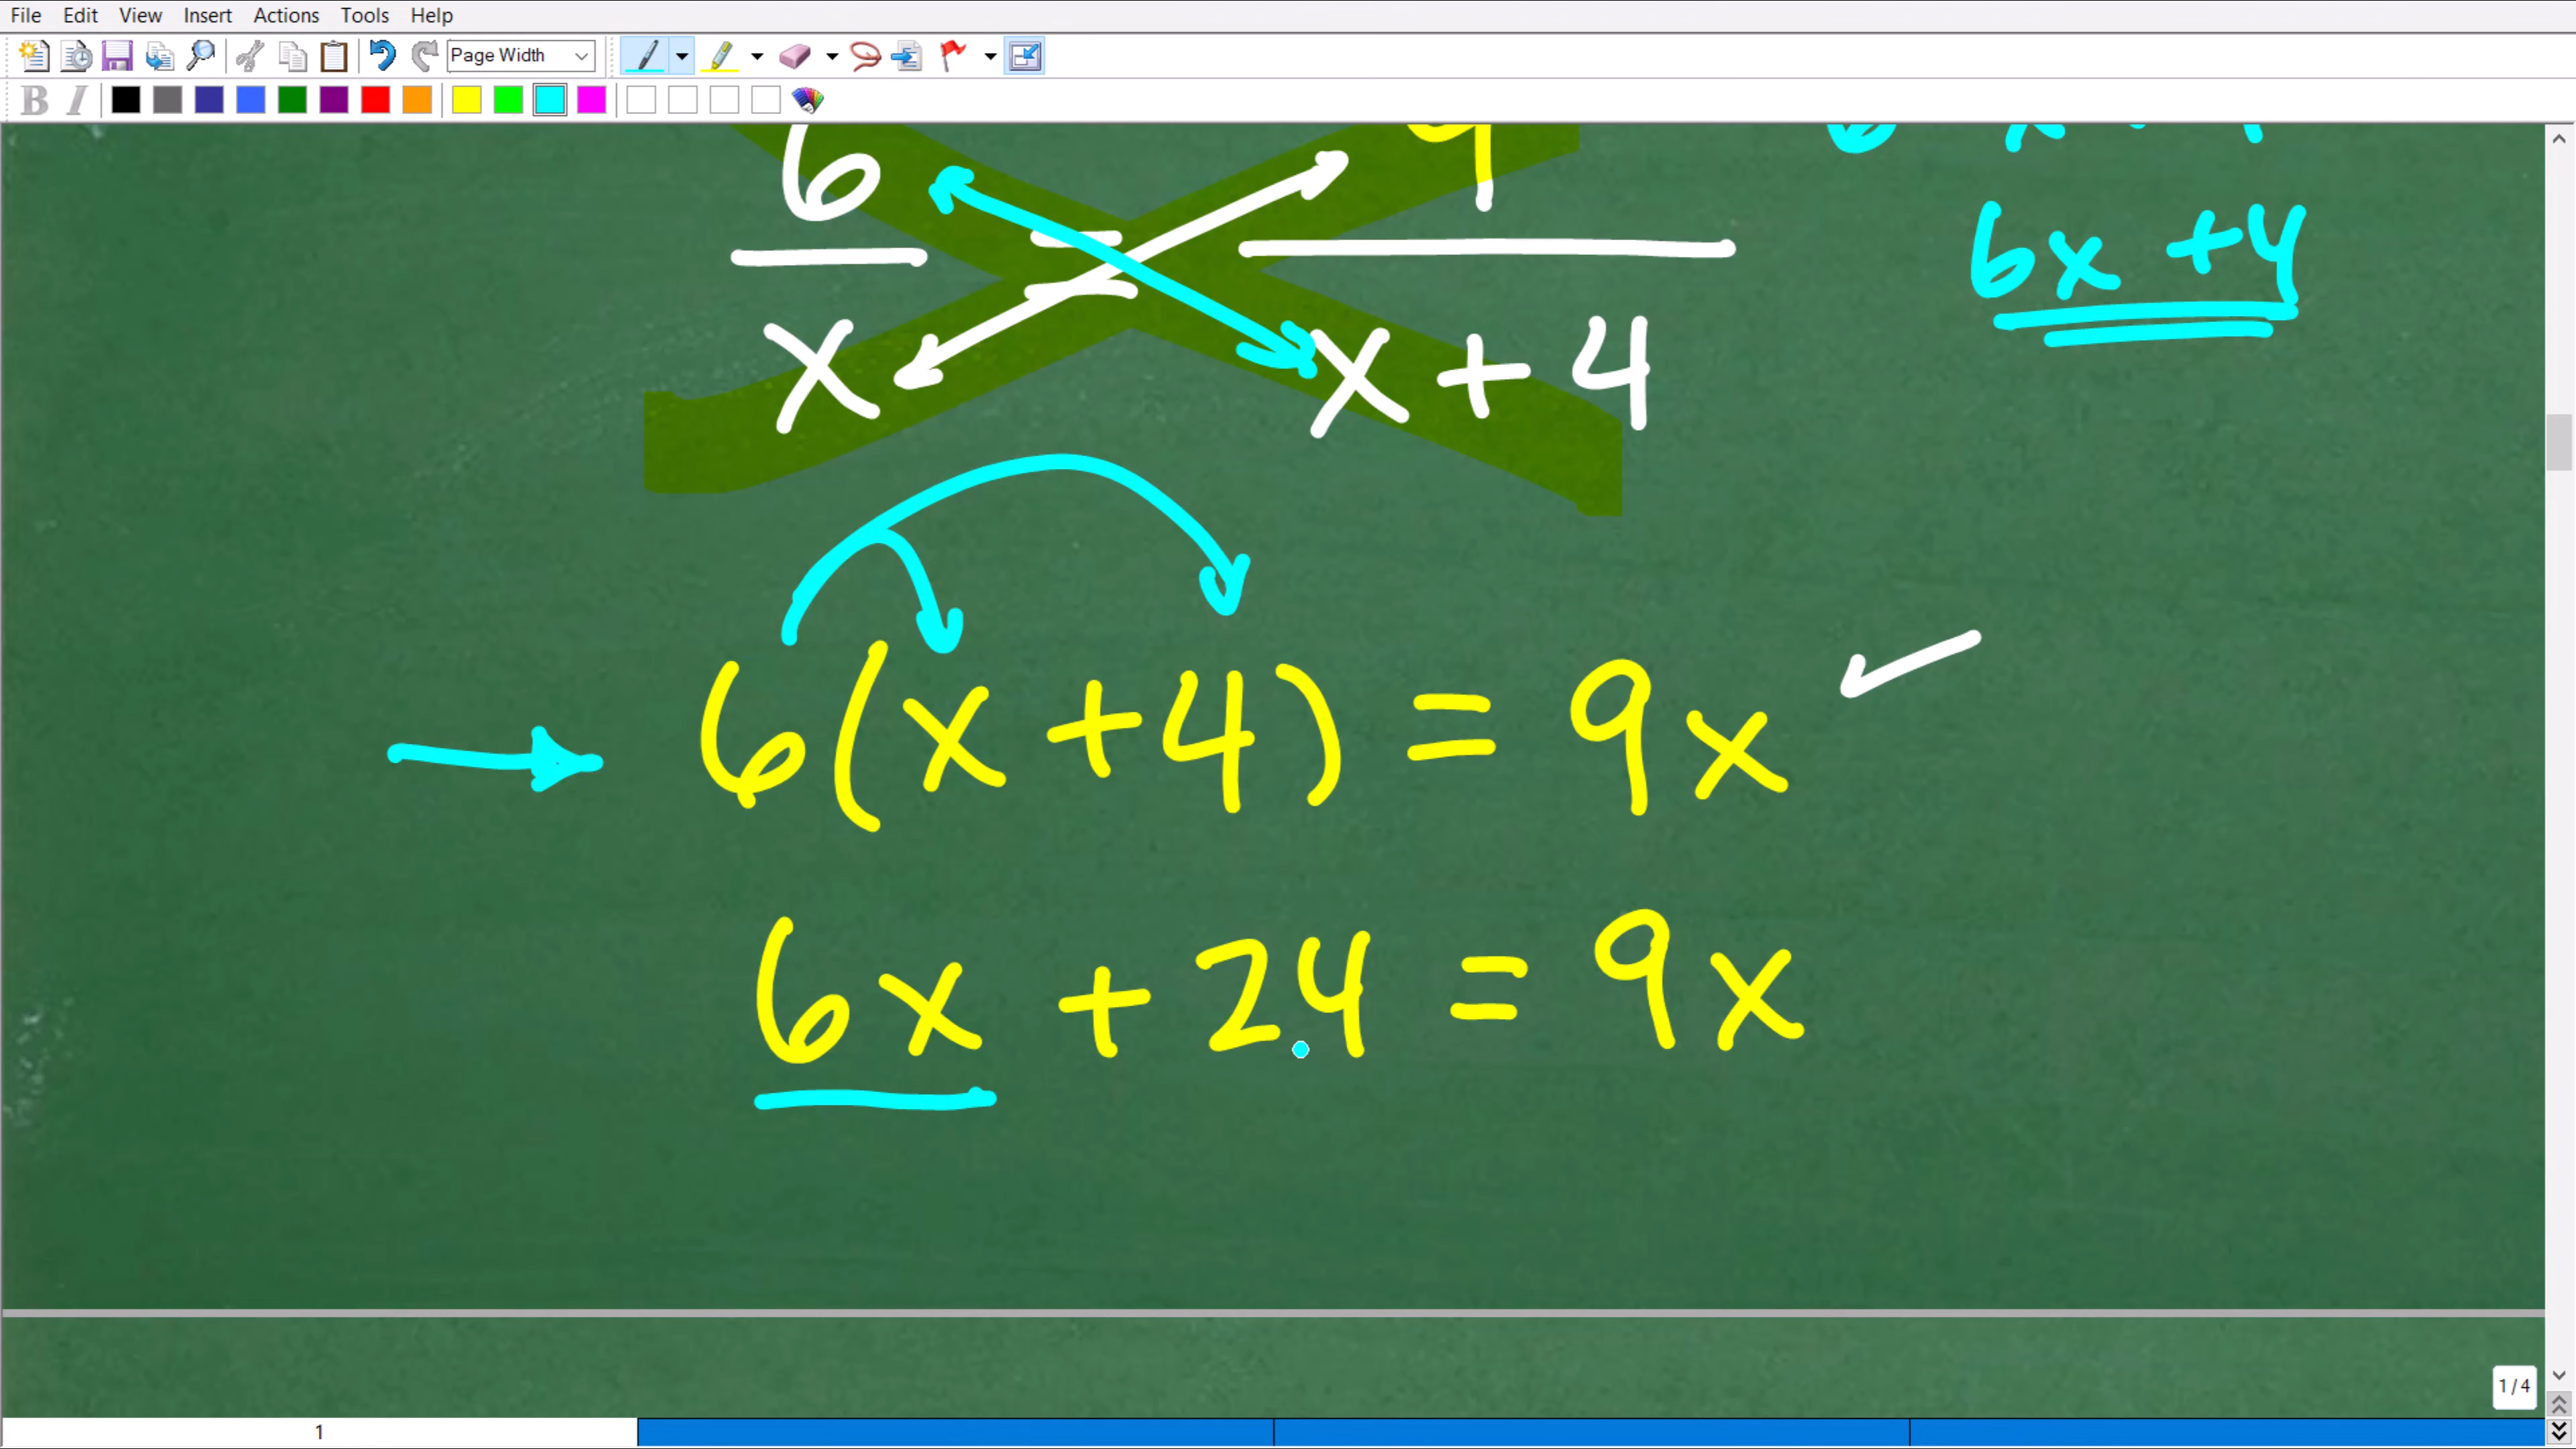 File Edit View Insert Actions Tools Help
Page Width
B I
6 = 9
x x + 4
6x + 4
6(x + 4) = 9x
6x + 24 = 9x
1 / 4
1